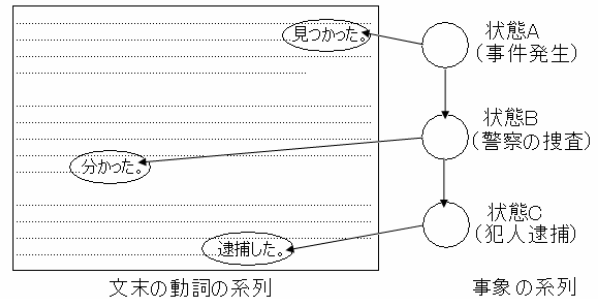 見つかった。
分かった。
逮捕した。
状態A
(事件発生)
状態B
(警察の捜査)
状態C
(犯人逮捕)
文末の動詞の系列
事象の系列